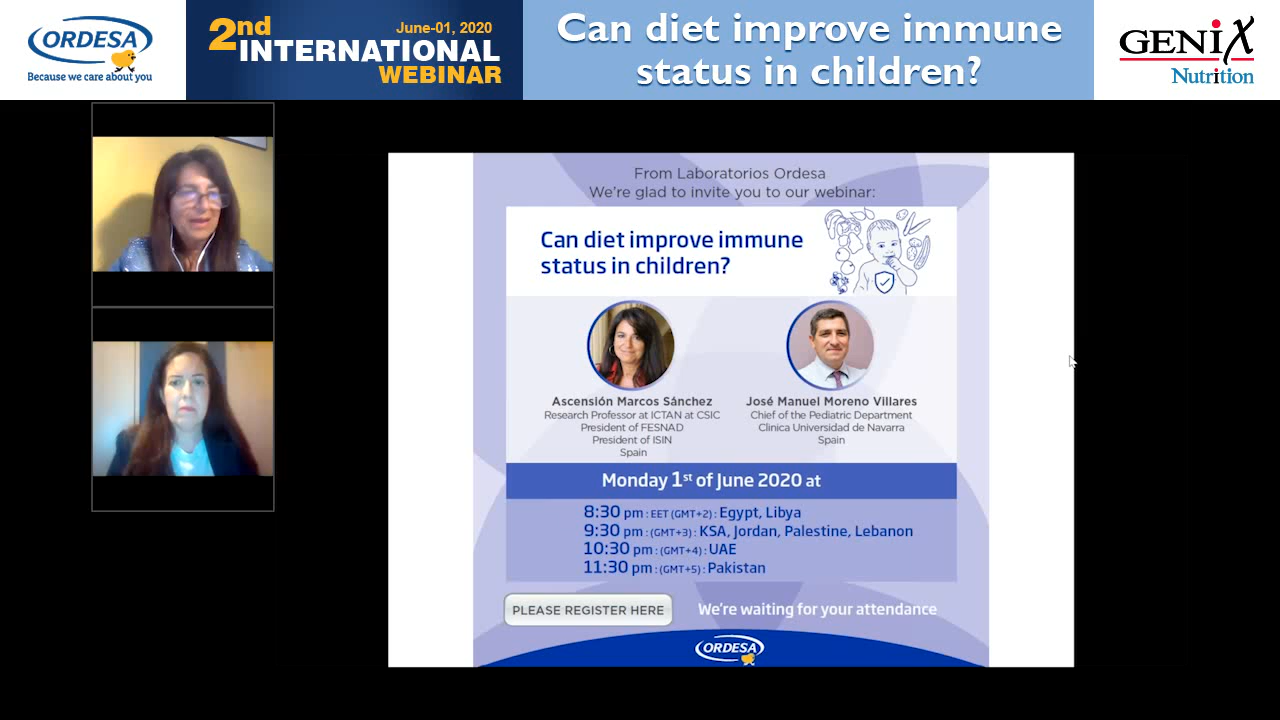 ORDESA
Because we care about you
2nd
June-01, 2020
INTERNATIONAL
WEBINAR
Can diet improve immune
status in children?
GENiX
Nutrition
From Laboratorios Ordesa
We're glad to invite you to our webinar:
Can diet improve immune
status in children?
Ascensión Marcos Sánchez
Research Professor at ICTAN at CSIC
President of FESNAD
President of ISIN
Spain
José Manuel Moreno Villares
Chief of the Pediatric Department
Clinica Universidad de Navarra
Spain
Monday 1st of June 2020 at
8:30 pm : EET (GMT+2) : Egypt, Libya
9:30 pm : (GMT+3) : KSA, Jordan, Palestine, Lebanon
10:30 pm : (GMT+4) : UAE
11:30 pm : (GMT+5) : Pakistan
PLEASE REGISTER HERE
We're waiting for your attendance
ORDESA